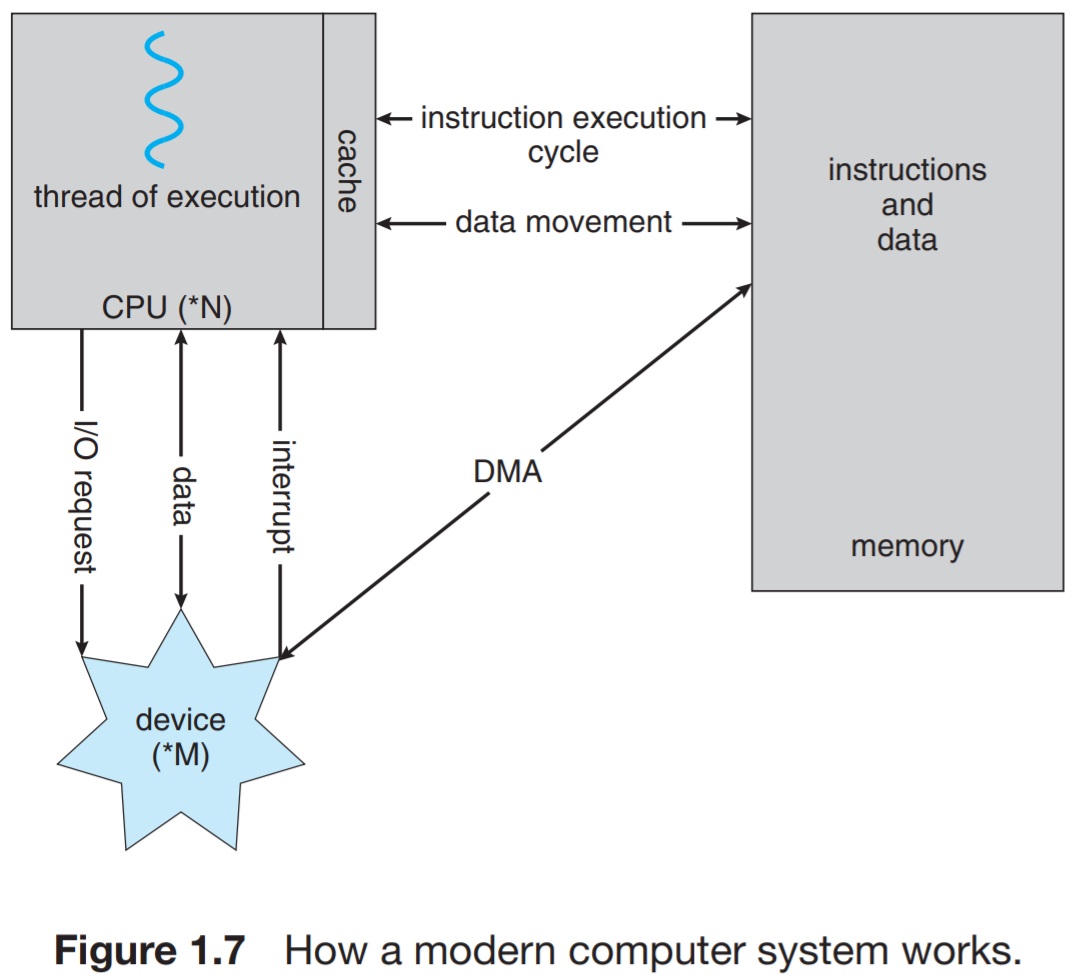 thread of execution
CPU (*N)
cache
instruction execution
cycle
data movement
instructions
and
data
memory
I/O request
data
interrupt
DMA
device
(*M)
Figure 1.7 How a modern computer system works.